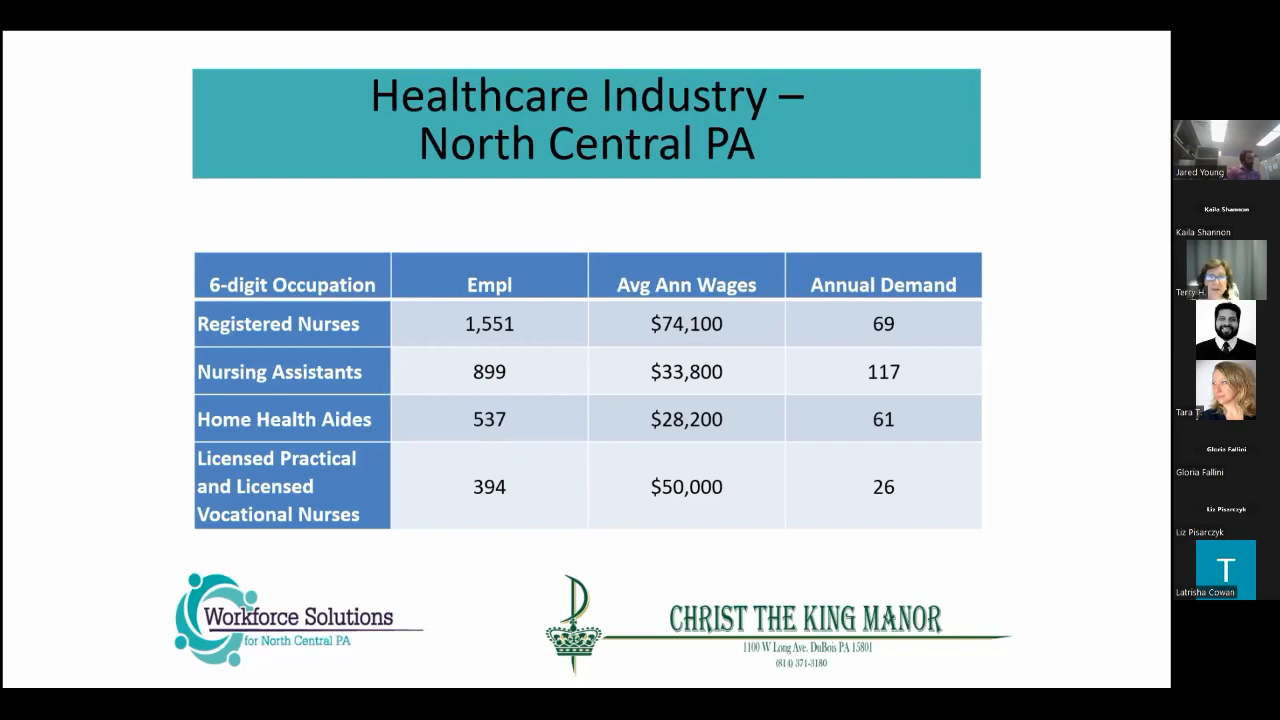 Healthcare Industry –
North Central PA
6-digit Occupation Empl Avg Ann Wages Annual Demand
Registered Nurses 1,551 $74,100 69
Nursing Assistants 899 $33,800 117
Home Health Aides 537 $28,200 61
Licensed Practical
and Licensed
Vocational Nurses
394 $50,000 26
Workforce Solutions
for North Central PA
CHRIST THE KING MANOR
1100 W Long Ave. DuBois PA 15801
(814) 371-3180
Jared Young
Kaila Shannon
Kaila Shannon
Terry H.
Tara T.
Gloria Fallini
Gloria Fallini
Liz Pisarczyk
Liz Pisarczyk
T
Latrisha Cowan